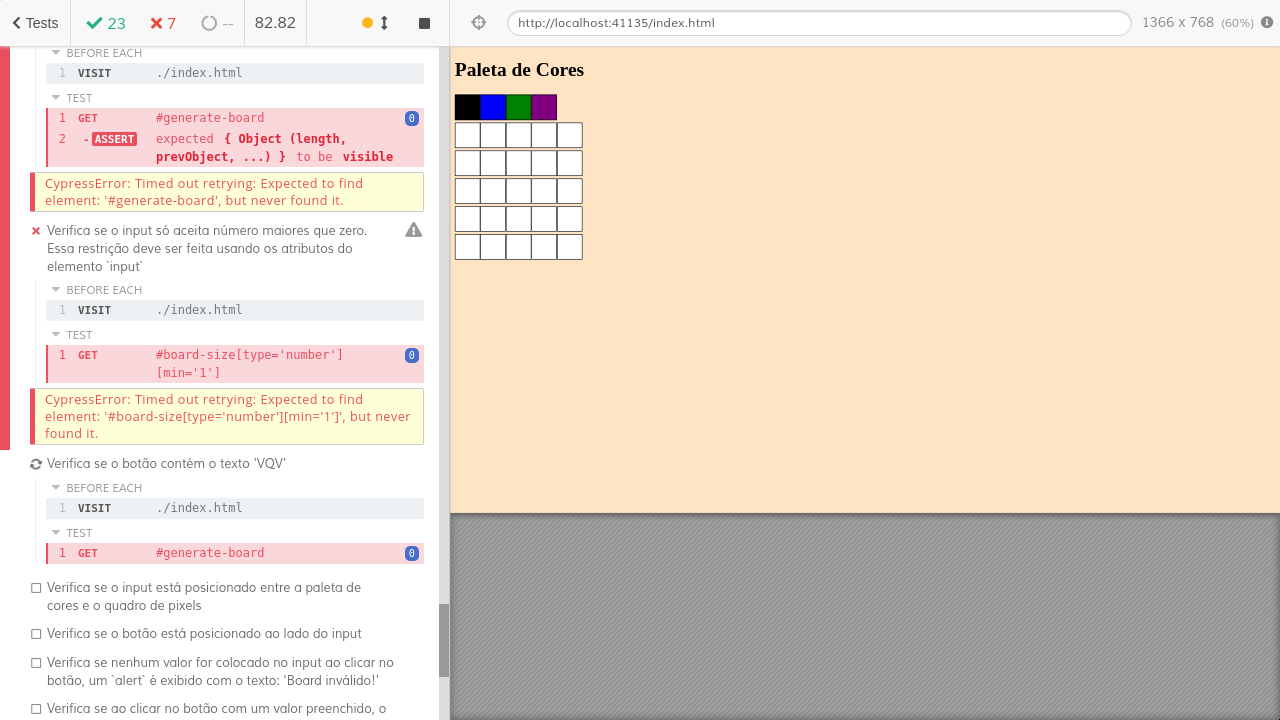 Tests
23
7
--
82.82
http://localhost:41135/index.html
1366 x 768 (60%)
BEFORE EACH
1 VISIT ./index.html
TEST
1 GET #generate-board 0
2 -ASSERT expected { Object (length,
prevObject, ...) } to be visible
CypressError: Timed out retrying: Expected to find
element: '#generate-board', but never found it.
Verifica se o input só aceita número maiores que zero.
Essa restrição deve ser feita usando os atributos do
elemento `input`
BEFORE EACH
1 VISIT ./index.html
TEST
1 GET #board-size[type='number'] 0
[min='1']
CypressError: Timed out retrying: Expected to find
element: '#board-size[type='number'][min='1']', but never
found it.
Verifica se o botão contém o texto 'VQV'
BEFORE EACH
1 VISIT ./index.html
TEST
1 GET #generate-board 0
Verifica se o input está posicionado entre a paleta de
cores e o quadro de pixels
Verifica se o botão está posicionado ao lado do input
Verifica se nenhum valor for colocado no input ao clicar no
botão, um `alert` é exibido com o texto: 'Board inválido!'
Verifica se ao clicar no botão com um valor preenchido, o
Paleta de Cores